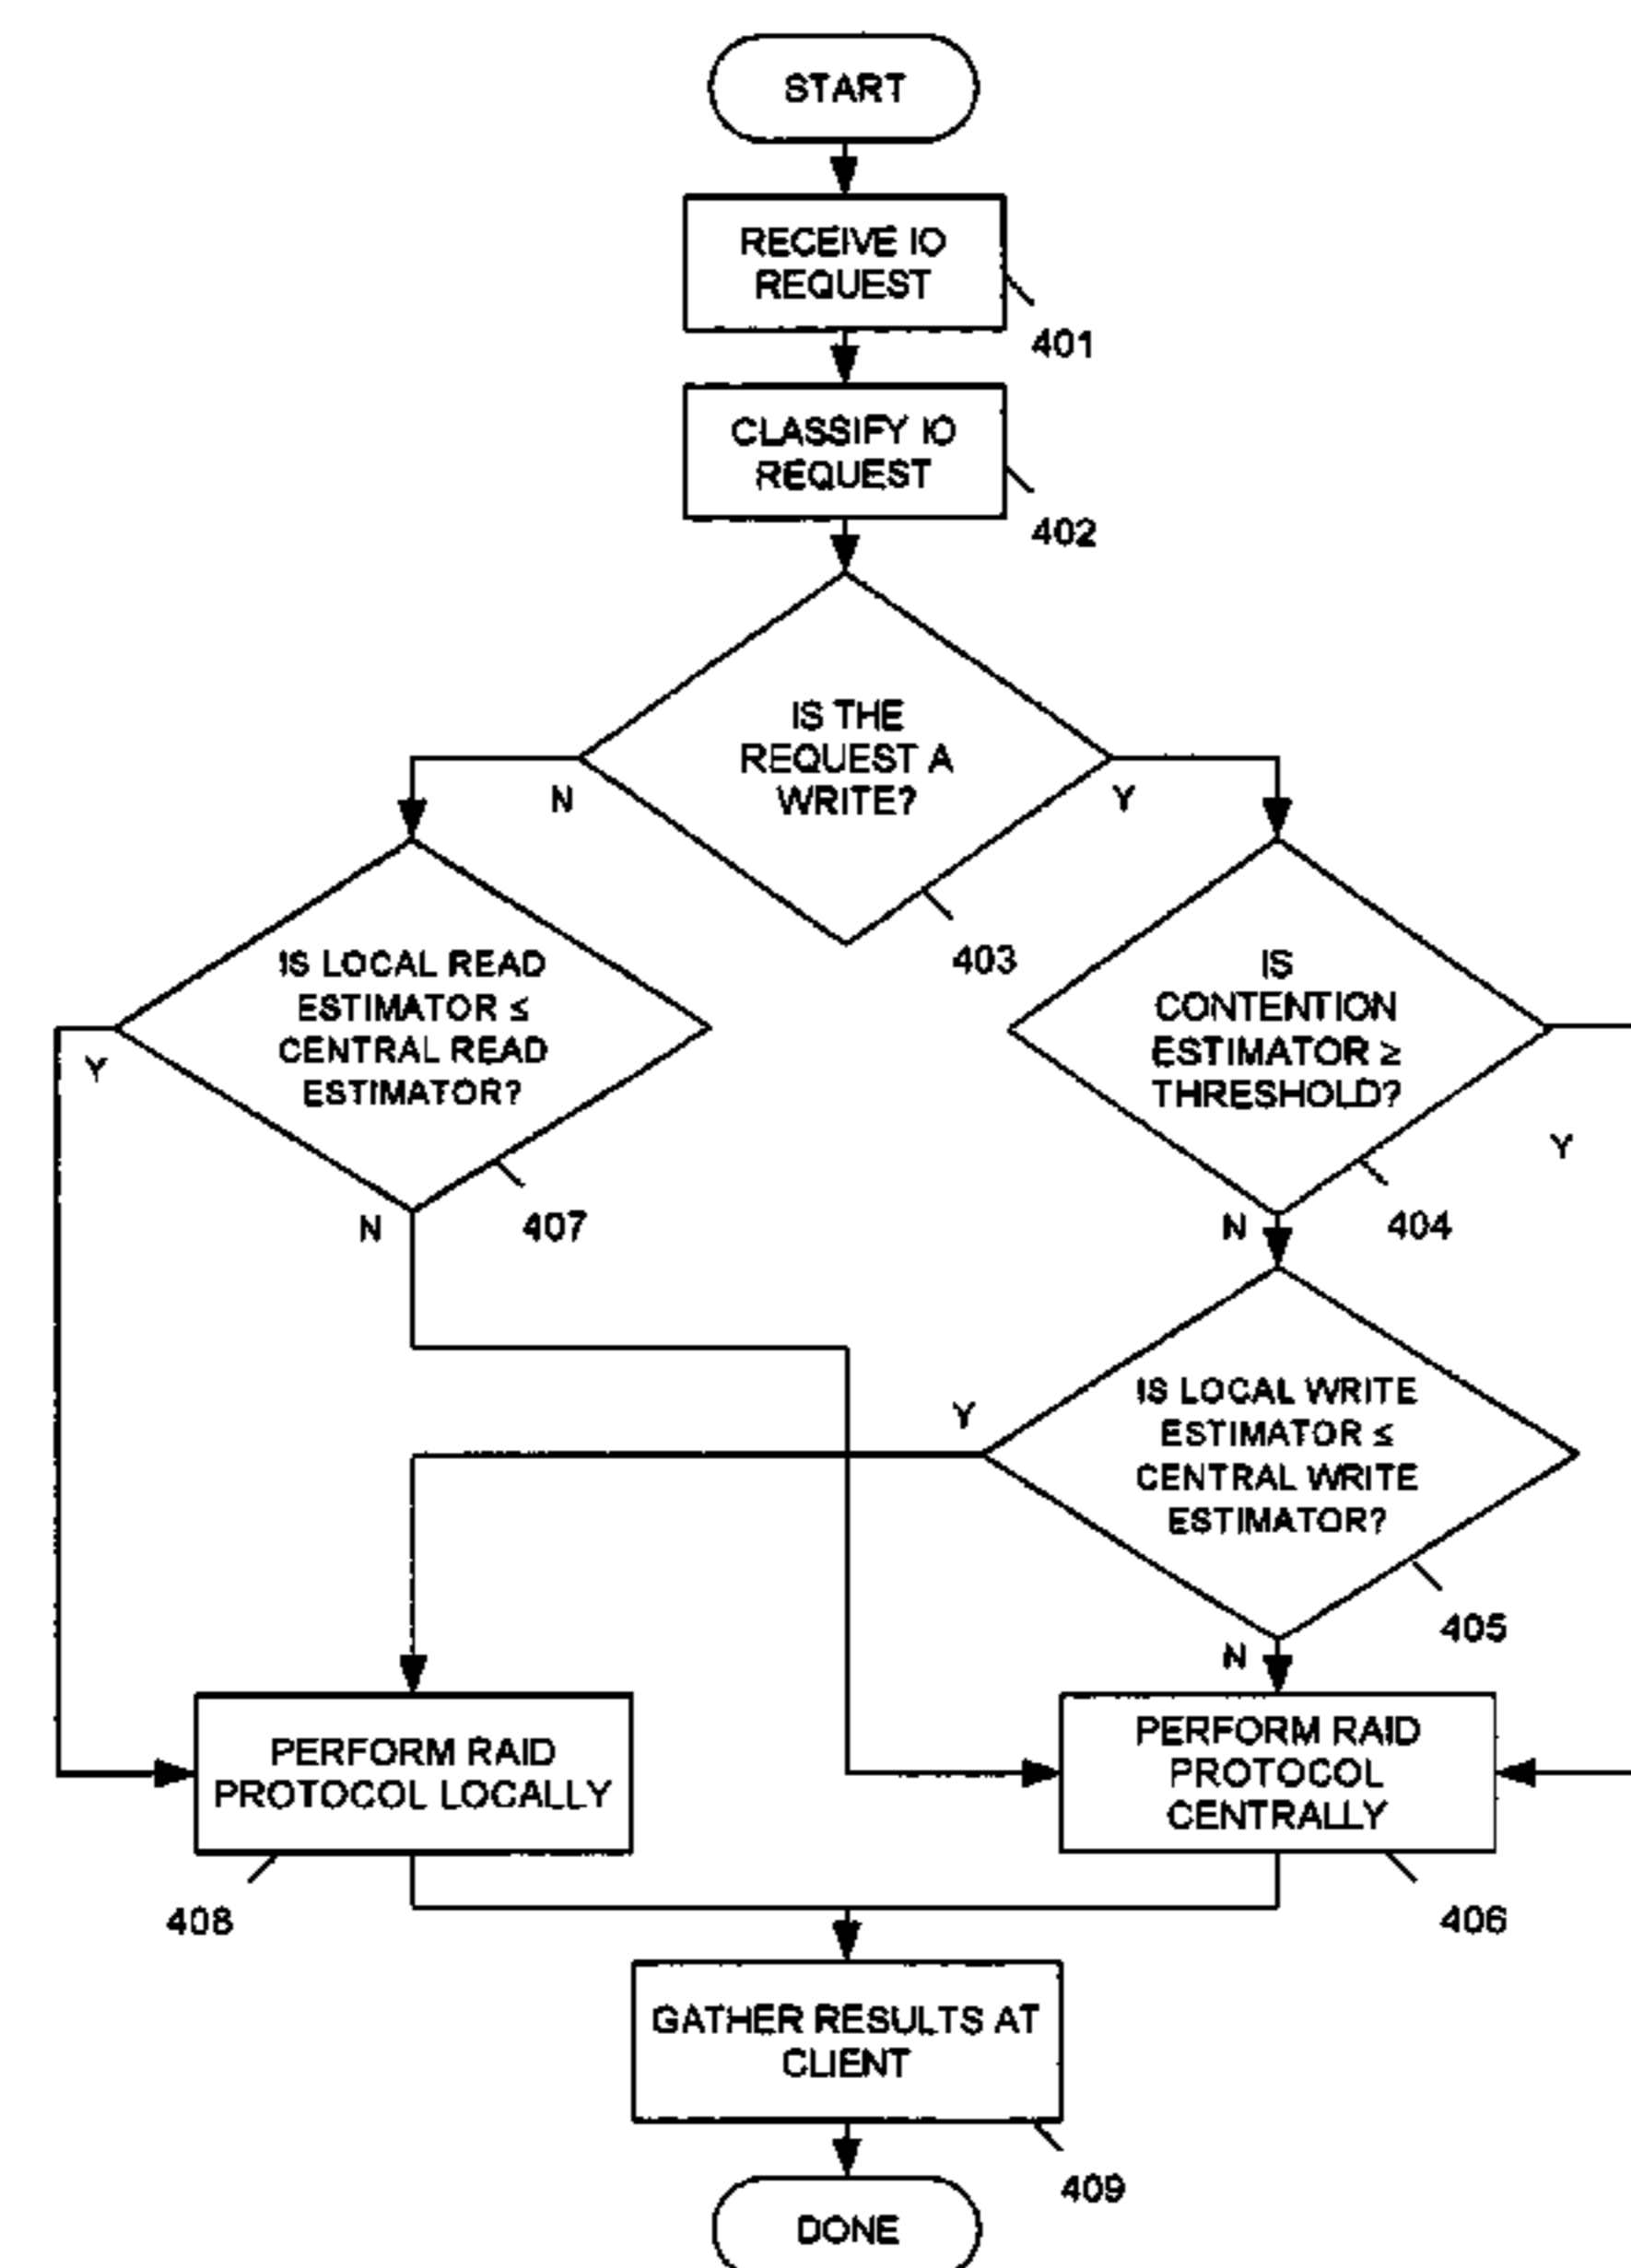 START
RECEIVE IO
REQUEST
401
CLASSIFY IO
REQUEST
402
IS THE
REQUEST A
WRITE?
N
Y
403
IS LOCAL READ
ESTIMATOR ≤
CENTRAL READ
ESTIMATOR?
Y
N
407
IS
CONTENTION
ESTIMATOR ≥
THRESHOLD?
Y
N
404
IS LOCAL WRITE
ESTIMATOR ≤
CENTRAL WRITE
ESTIMATOR?
Y
405
N
PERFORM RAID
PROTOCOL LOCALLY
408
PERFORM RAID
PROTOCOL
CENTRALLY
406
GATHER RESULTS AT
CLIENT
409
DONE